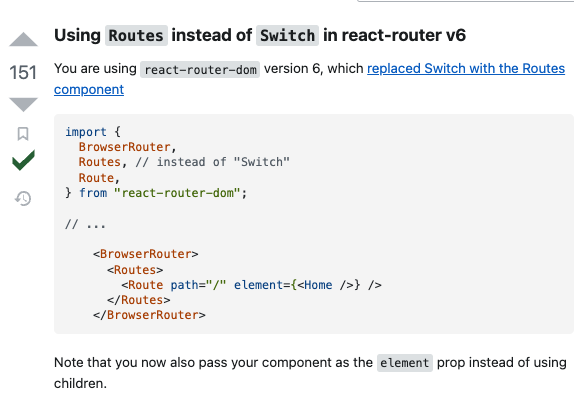 Using Routes instead of Switch in react-router v6
151
You are using react-router-dom version 6, which replaced Switch with the Routes
component
import {
  BrowserRouter,
  Routes, // instead of "Switch"
  Route,
} from "react-router-dom";
// ...
    <BrowserRouter>
      <Routes>
        <Route path="/" element={<Home />} />
      </Routes>
    </BrowserRouter>
Note that you now also pass your component as the element prop instead of using
children.